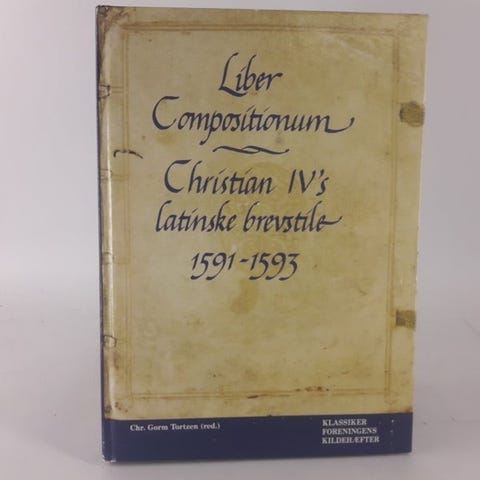 Liber
Compositionum
Christian IV's
latinske brevstile
1591-1593
Chr. Gorm Tortzen (red.)
KLASSIKER
FORENINGENS
KILDEHÆFTER